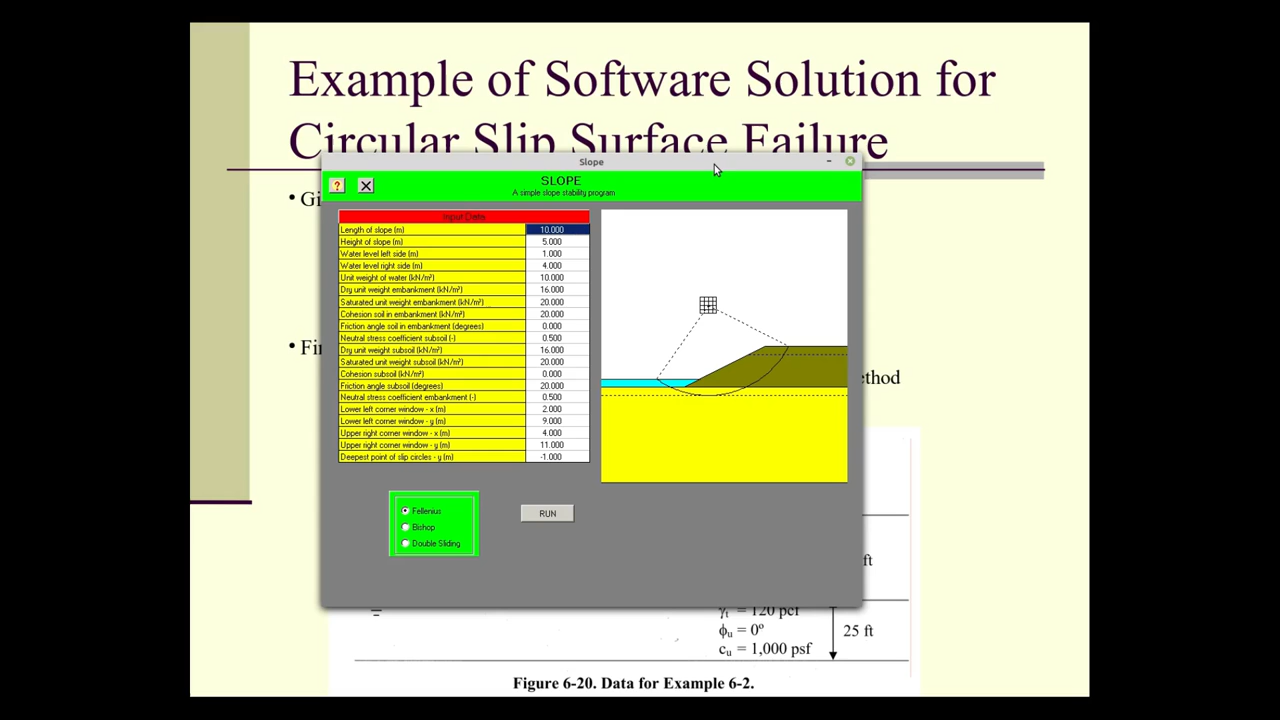 Example of Software Solution for
Circular Slip Surface Failure
• Gi
Slope
SLOPE
A simple slope stability program
Input Data
Length of slope (m) 10.000
Height of slope (m) 5.000
Water level left side (m) 1.000
Water level right side (m) 4.000
Unit weight of water (kN/m³) 10.000
Dry unit weight embankment (kN/m³) 16.000
Saturated unit weight embankment (kN/m³) 20.000
Cohesion soil in embankment (kN/m²) 20.000
Friction angle soil in embankment (degrees) 0.000
Neutral stress coefficient subsoil (-) 0.500
Dry unit weight subsoil (kN/m³) 16.000
Saturated unit weight subsoil (kN/m³) 20.000
Cohesion subsoil (kN/m²) 0.000
Friction angle subsoil (degrees) 20.000
Neutral stress coefficient embankment (-) 0.500
Lower left corner window - x (m) 2.000
Lower left corner window - y (m) 9.000
Upper right corner window - x (m) 4.000
Upper right corner window - y (m) 11.000
Deepest point of slip circles - y (m) -1.000
Fellenius
Bishop
Double Sliding
RUN
• Fi
ethod
ft
γt = 120 pcf
ϕu = 0º
cu = 1,000 psf
25 ft
Figure 6-20. Data for Example 6-2.